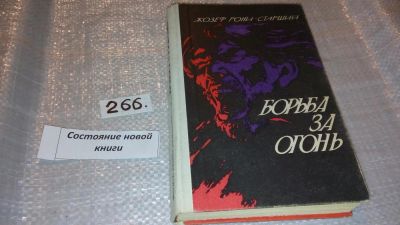 ЖОЗЕФ РОНИ-СТАРШИЙ
БОРЬБА
ЗА
ОГОНЬ
266.
Состояние новой
книги